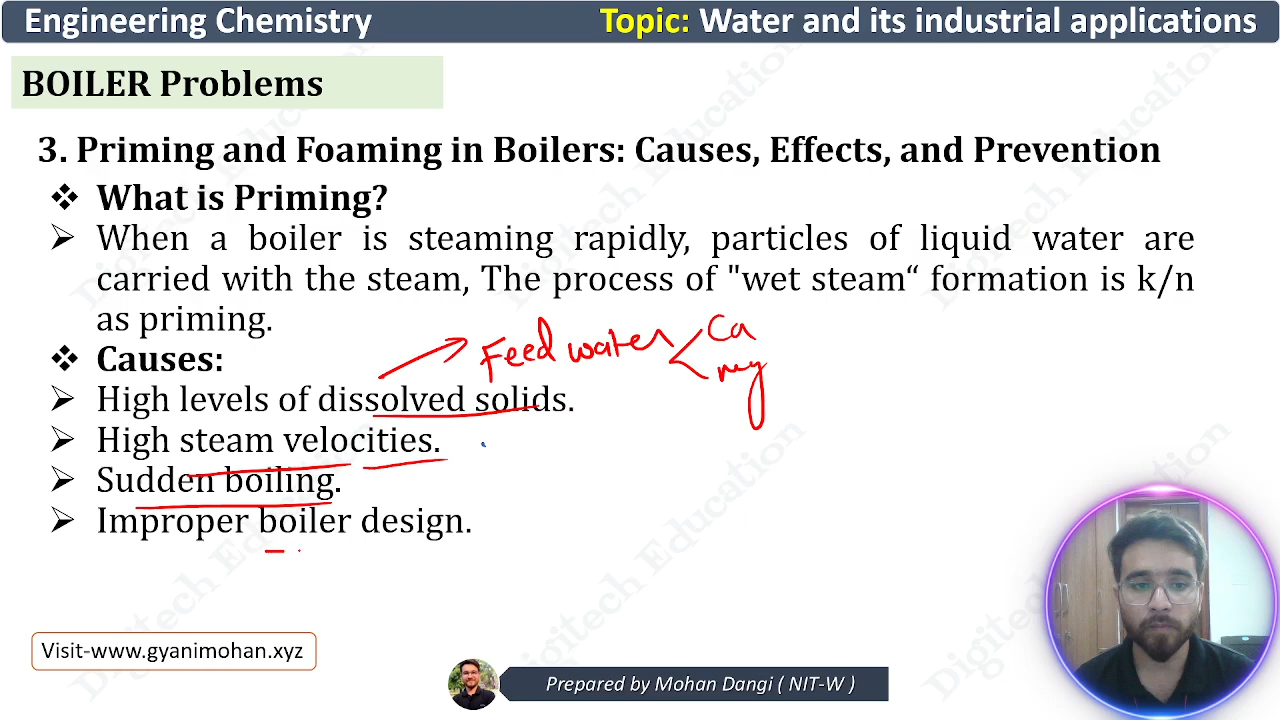 Engineering Chemistry
Topic: Water and its industrial applications
BOILER Problems
3. Priming and Foaming in Boilers: Causes, Effects, and Prevention
❖ What is Priming?
➢ When a boiler is steaming rapidly, particles of liquid water are
carried with the steam, The process of "wet steam“ formation is k/n
as priming.
Feed water
Ca
mg
❖ Causes:
➢ High levels of dissolved solids.
➢ High steam velocities.
➢ Sudden boiling.
➢ Improper boiler design.
Visit-www.gyanimohan.xyz
Prepared by Mohan Dangi ( NIT-W )
Digitech Education